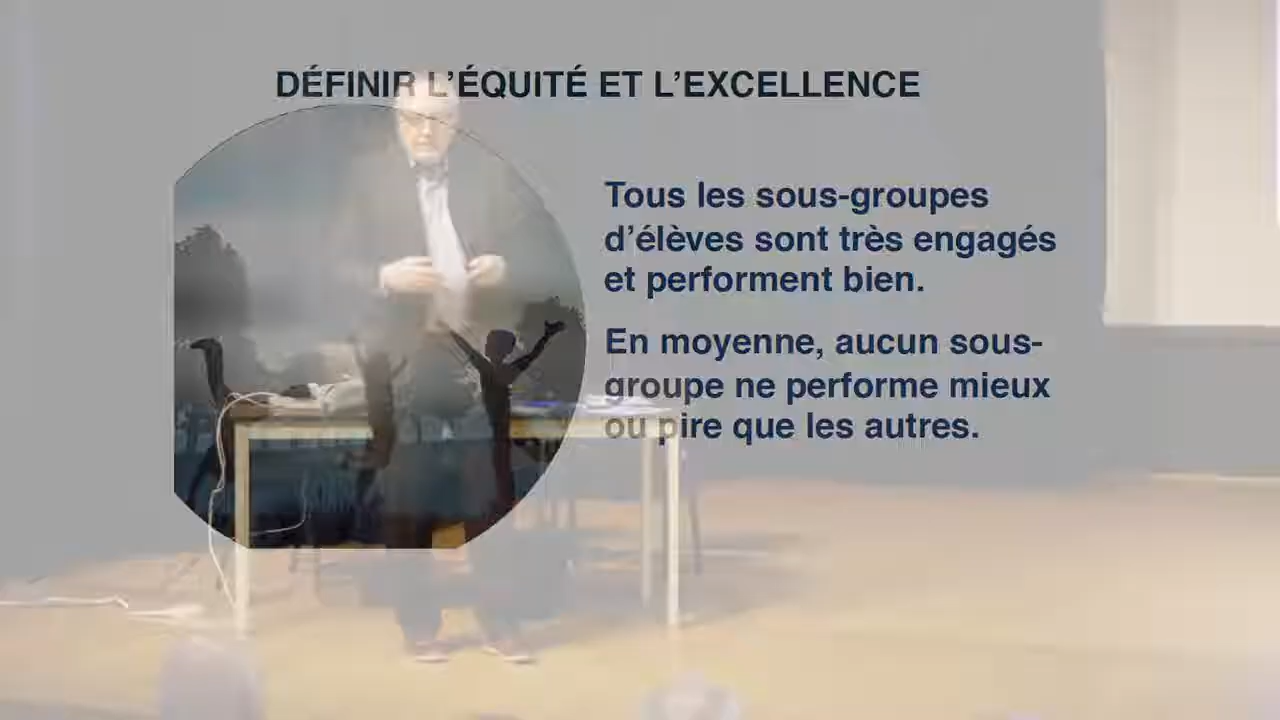 DÉFINIR L'ÉQUITÉ ET L'EXCELLENCE
Tous les sous-groupes
d'élèves sont très engagés
et performent bien.
En moyenne, aucun sous-
groupe ne performe mieux
ou pire que les autres.